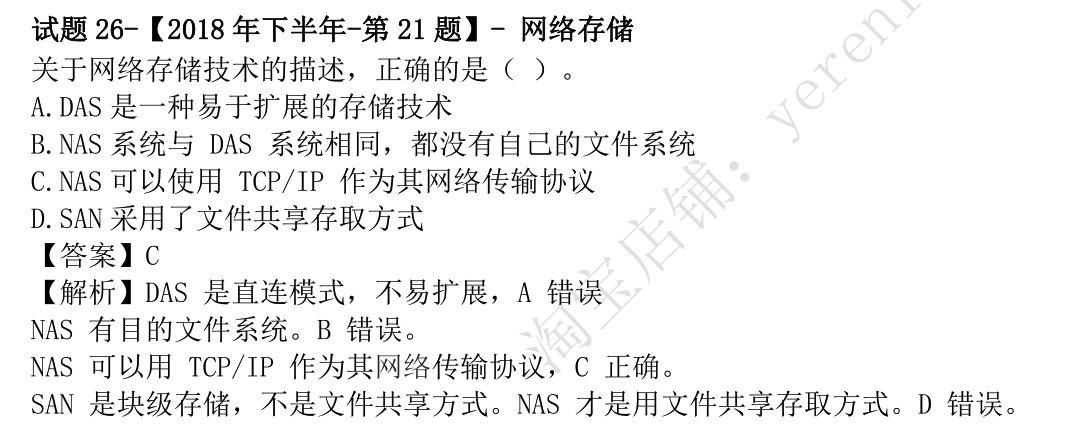 试题 26-【2018 年下半年-第 21 题】- 网络存储
关于网络存储技术的描述，正确的是（ ）。
A.DAS 是一种易于扩展的存储技术
B.NAS 系统与 DAS 系统相同，都没有自己的文件系统
C.NAS 可以使用 TCP/IP 作为其网络传输协议
D.SAN 采用了文件共享存取方式
【答案】C
【解析】DAS 是直连模式，不易扩展，A 错误
NAS 有目的文件系统。B 错误。
NAS 可以用 TCP/IP 作为其网络传输协议，C 正确。
SAN 是块级存储，不是文件共享方式。NAS 才是用文件共享存取方式。D 错误。
淘宝店铺：